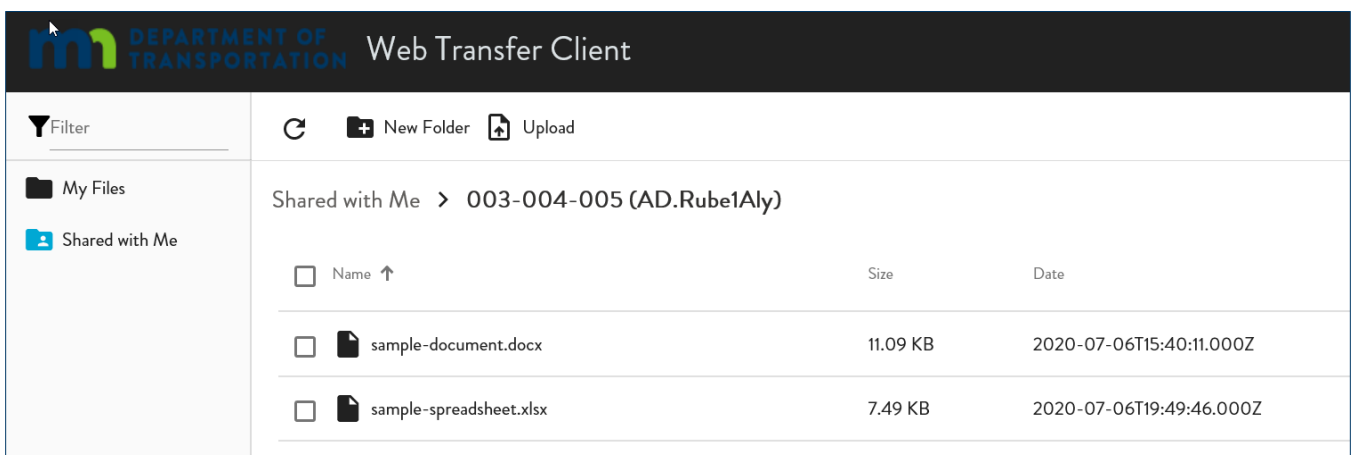 DEPARTMENT OF
TRANSPORTATION
Web Transfer Client
Filter
New Folder
Upload
My Files
Shared with Me
Shared with Me > 003-004-005 (AD.Rube1Aly)
Name
Size
Date
sample-document.docx 11.09 KB 2020-07-06T15:40:11.000Z
sample-spreadsheet.xlsx 7.49 KB 2020-07-06T19:49:46.000Z